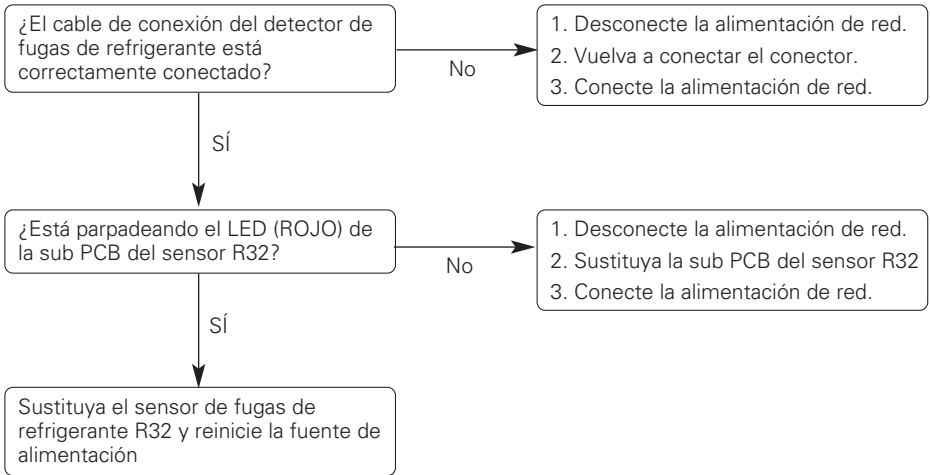 ¿El cable de conexión del detector de
fugas de refrigerante está
correctamente conectado?
No
1. Desconecte la alimentación de red.
2. Vuelva a conectar el conector.
3. Conecte la alimentación de red.
SÍ
¿Está parpadeando el LED (ROJO) de
la sub PCB del sensor R32?
No
1. Desconecte la alimentación de red.
2. Sustituya la sub PCB del sensor R32
3. Conecte la alimentación de red.
SÍ
Sustituya el sensor de fugas de
refrigerante R32 y reinicie la fuente de
alimentación